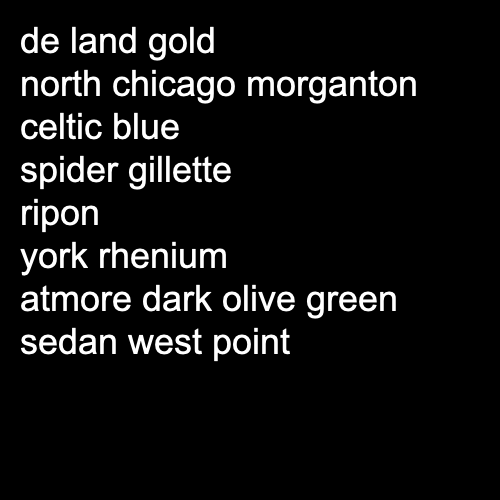 de land gold
north chicago morganton
celtic blue
spider gillette
ripon
york rhenium
atmore dark olive green
sedan west point